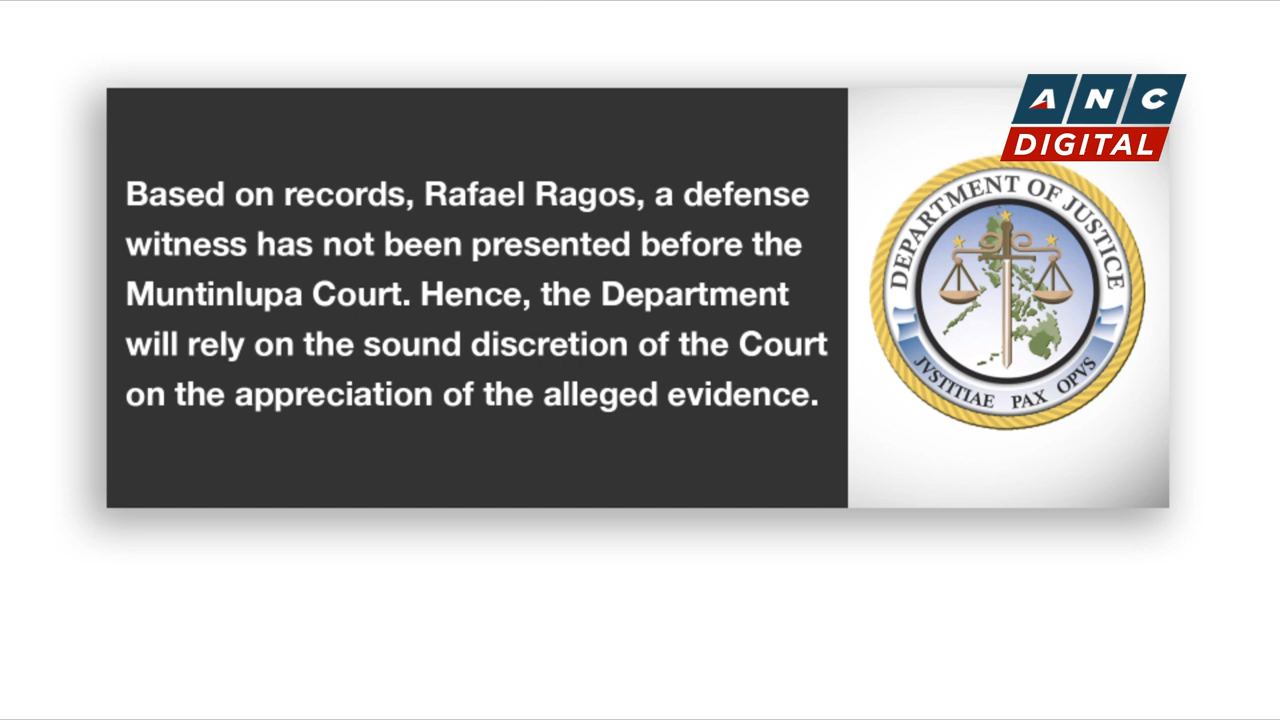 ANC
DIGITAL
Based on records, Rafael Ragos, a defense
witness has not been presented before the
Muntinlupa Court. Hence, the Department
will rely on the sound discretion of the Court
on the appreciation of the alleged evidence.
DEPARTMENT OF JUSTICE
JVSTITIAE PAX OPVS